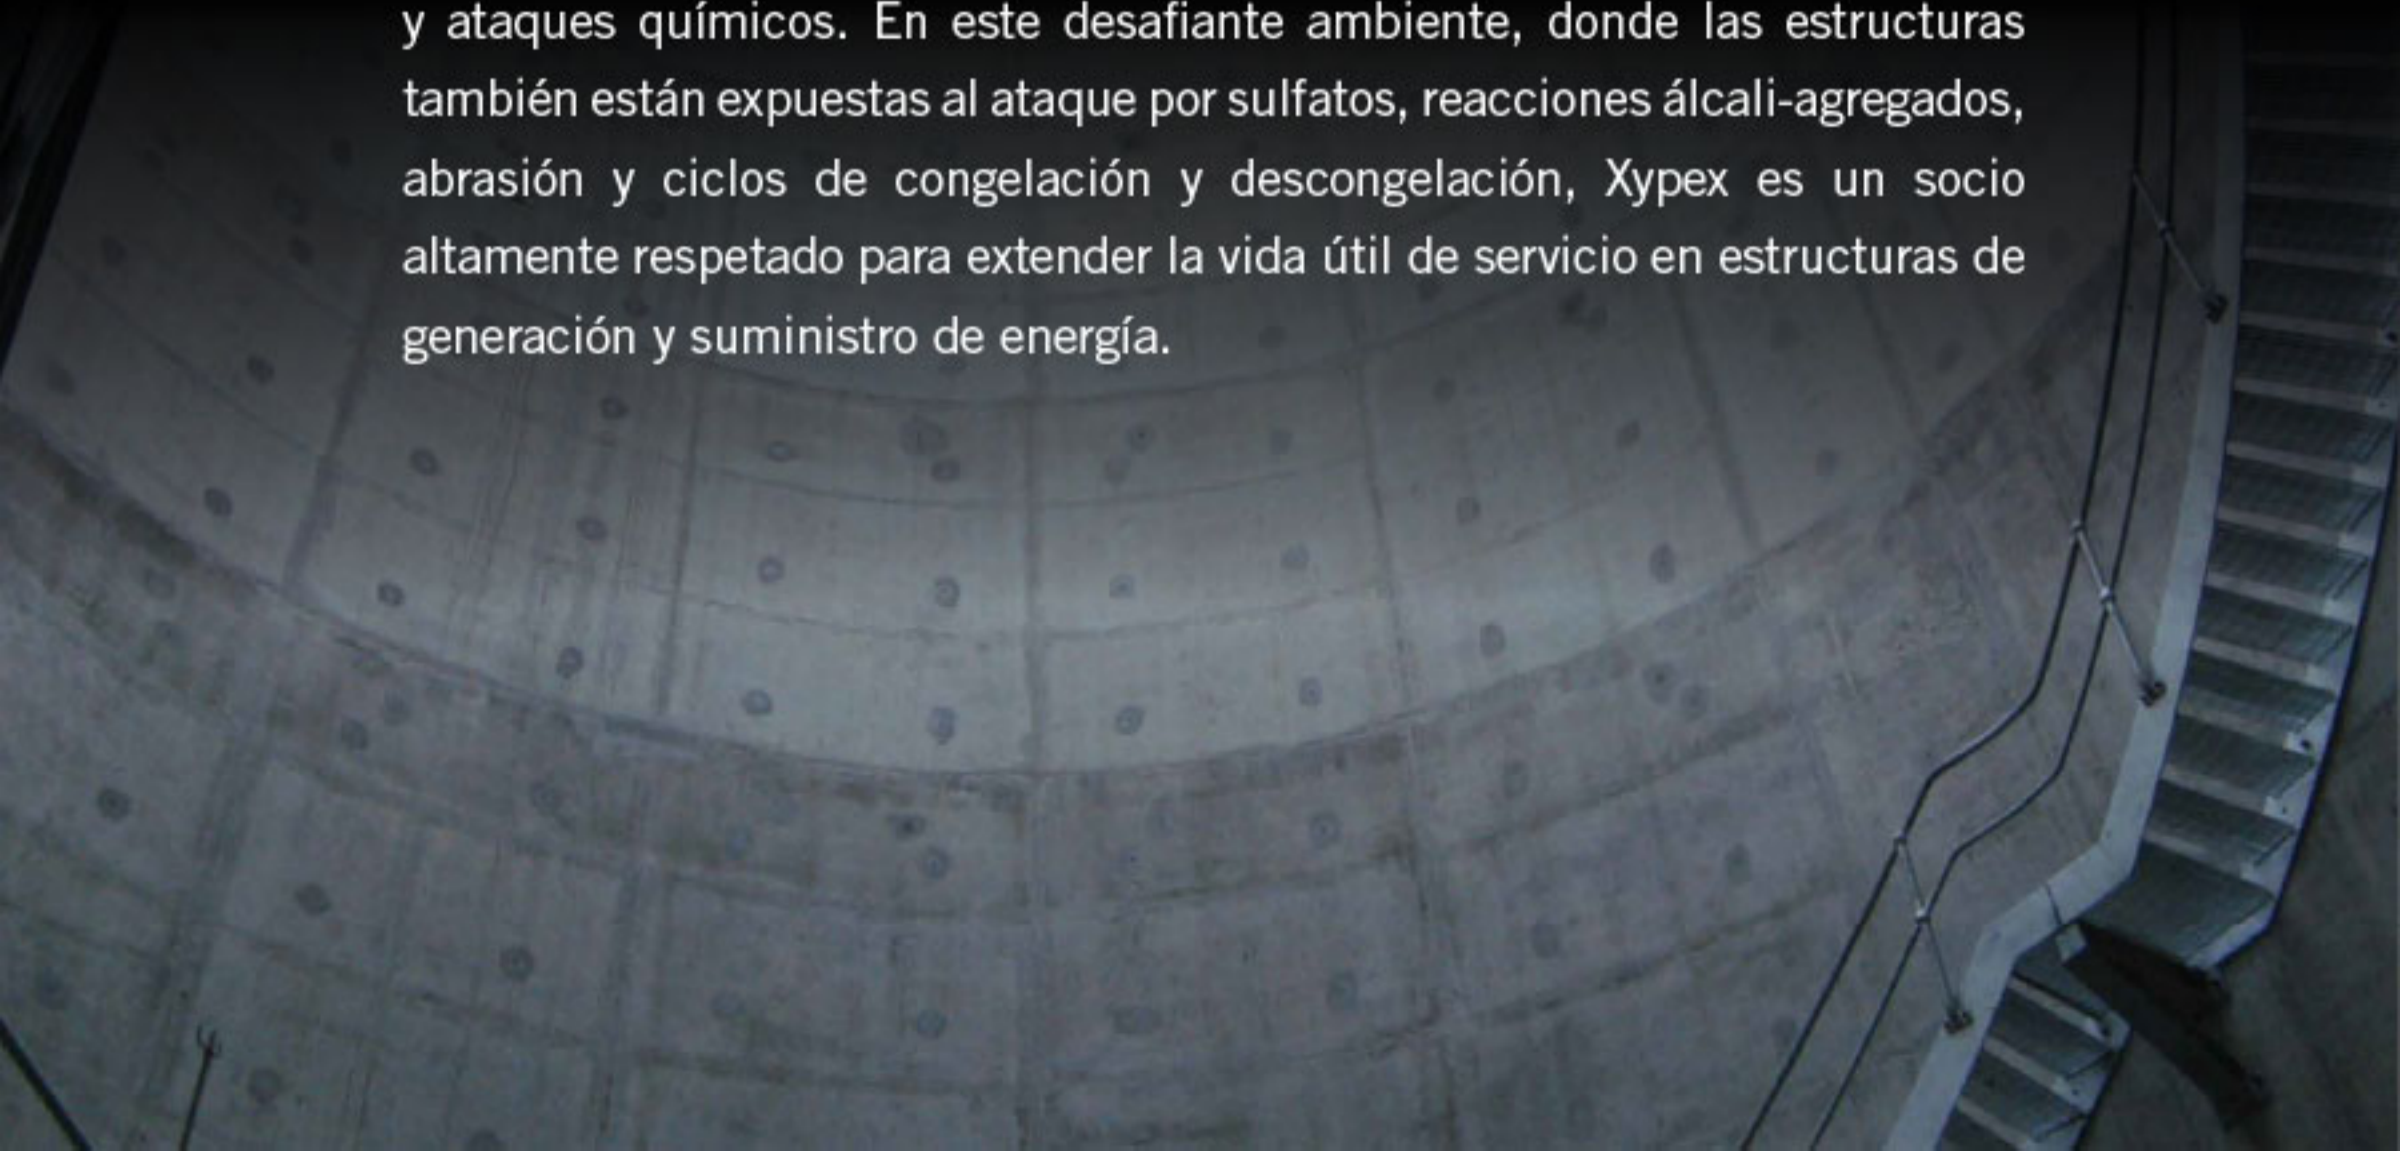 y ataques químicos. En este desafiante ambiente, donde las estructuras
también están expuestas al ataque por sulfatos, reacciones álcali-agregados,
abrasión y ciclos de congelación y descongelación, Xypex es un socio
altamente respetado para extender la vida útil de servicio en estructuras de
generación y suministro de energía.